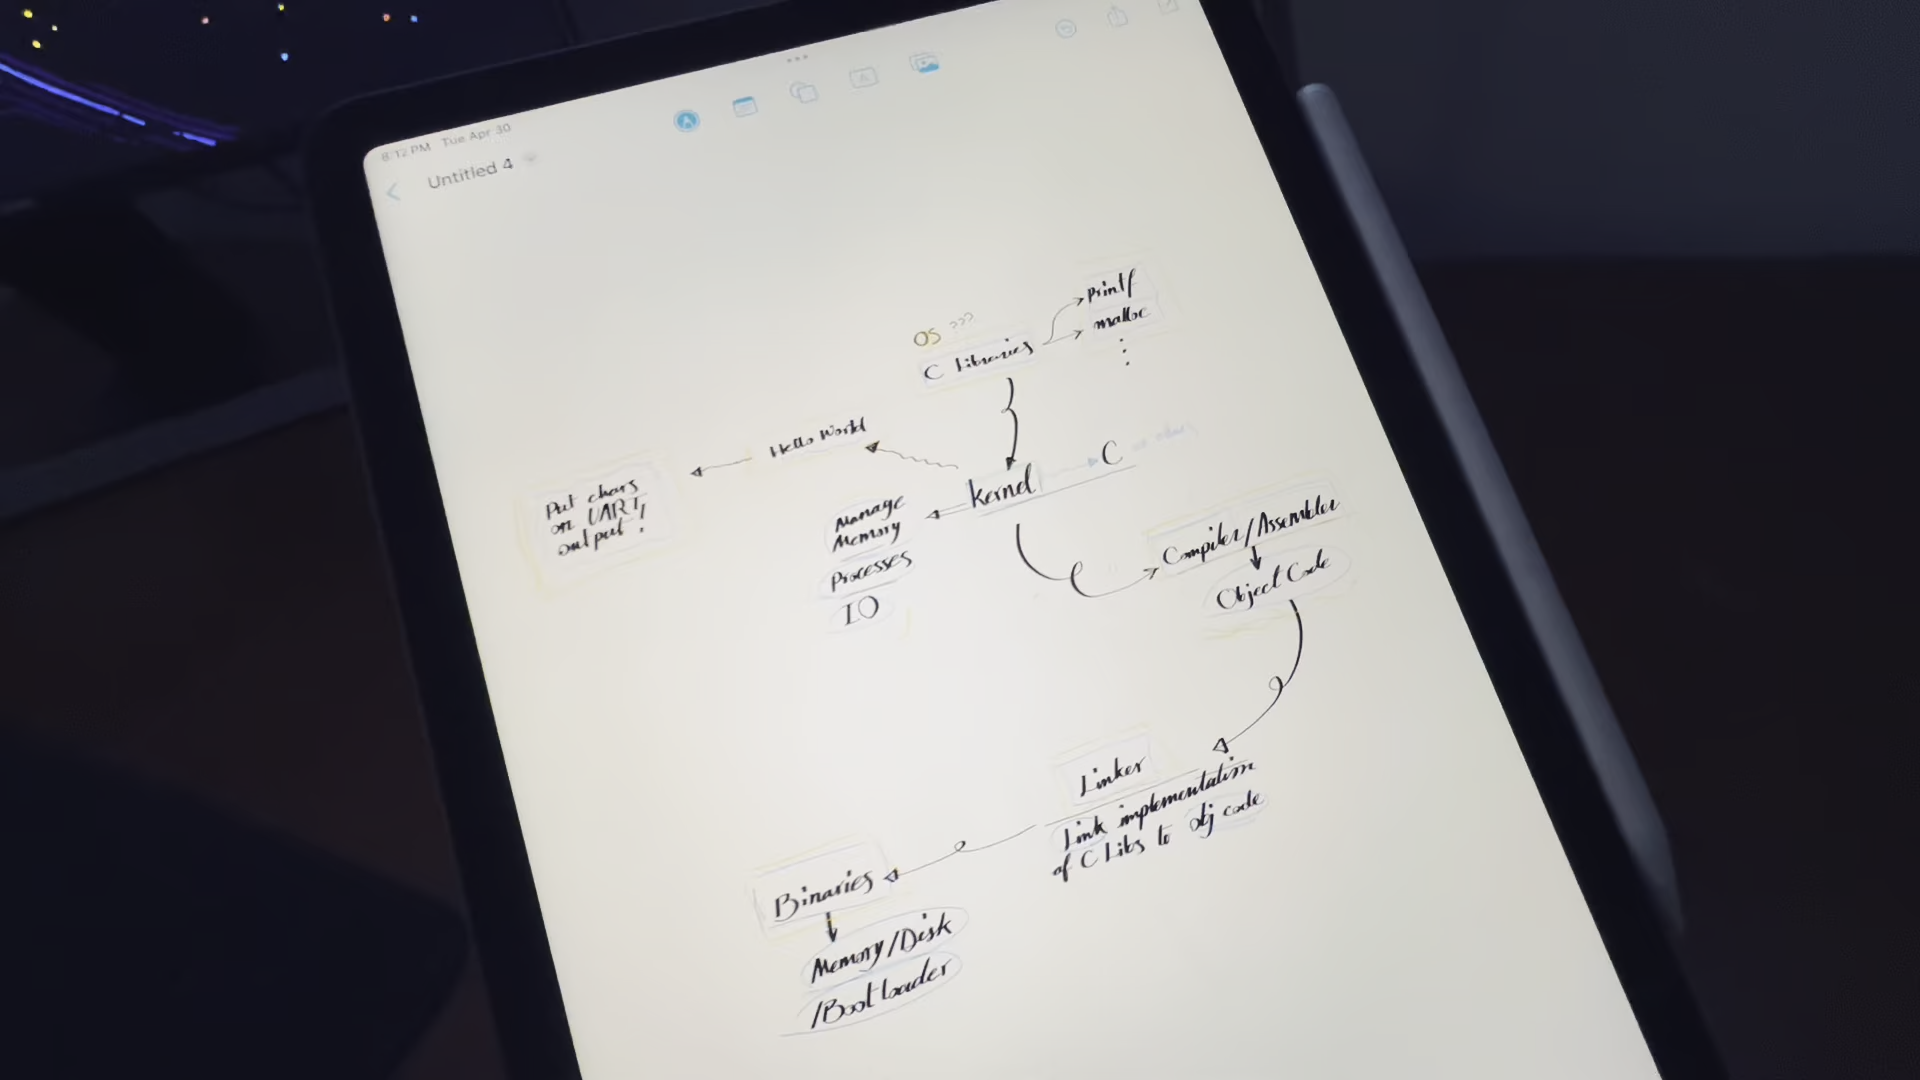 8:12 PM Tue Apr 30
Untitled 4
OS ???
C Libraries
printf
malloc
Hello World
Put chars
on UART
output!
kernel
C
Manage
Memory
Processes
IO
Compiler/Assembler
Object Code
Linker
Link implementation
of C Libs to obj code
Binaries
Memory/Disk
/Bootloader